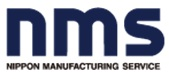 nms
NIPPON MANUFACTURING SERVICE